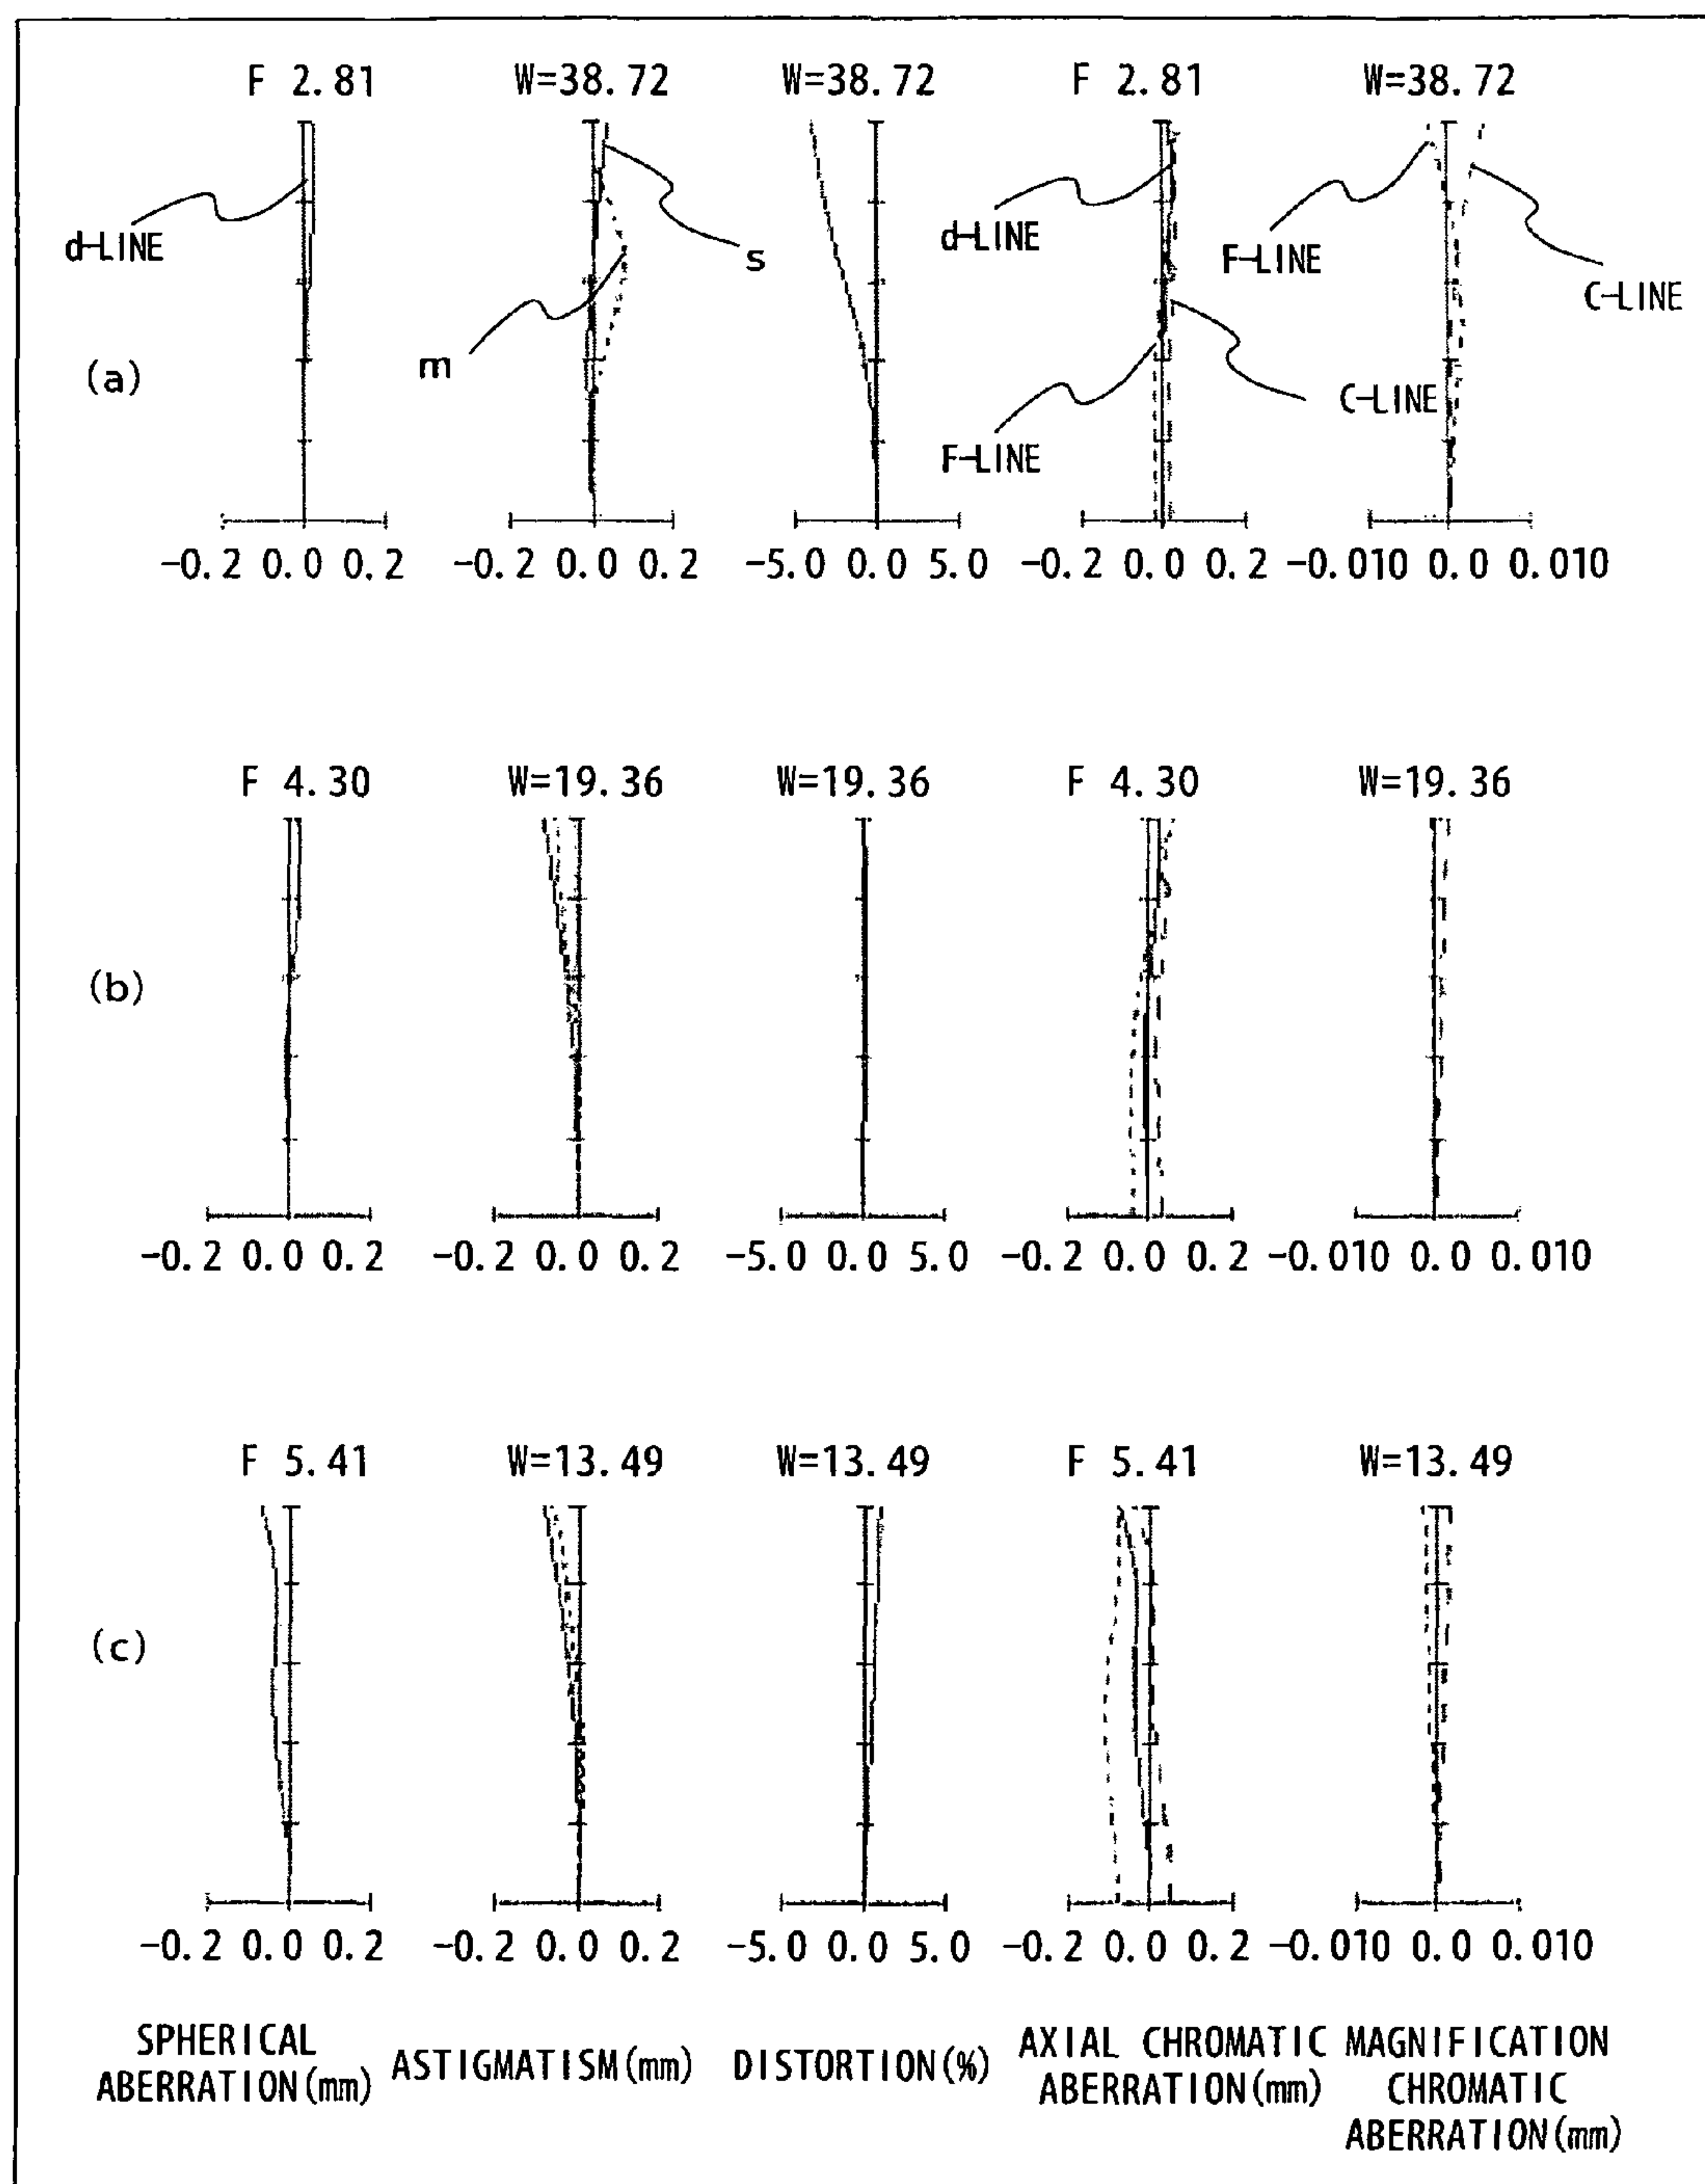 F 2.81 W=38.72 W=38.72 F 2.81 W=38.72
d-LINE s d-LINE F-LINE C-LINE
(a) m F-LINE C-LINE
-0.2 0.0 0.2 -0.2 0.0 0.2 -5.0 0.0 5.0 -0.2 0.0 0.2 -0.010 0.0 0.010
F 4.30 W=19.36 W=19.36 F 4.30 W=19.36
(b)
-0.2 0.0 0.2 -0.2 0.0 0.2 -5.0 0.0 5.0 -0.2 0.0 0.2 -0.010 0.0 0.010
F 5.41 W=13.49 W=13.49 F 5.41 W=13.49
(c)
-0.2 0.0 0.2 -0.2 0.0 0.2 -5.0 0.0 5.0 -0.2 0.0 0.2 -0.010 0.0 0.010
SPHERICAL
ABERRATION(mm)
ASTIGMATISM(mm)
DISTORTION(%)
AXIAL CHROMATIC
ABERRATION(mm)
MAGNIFICATION
CHROMATIC
ABERRATION(mm)